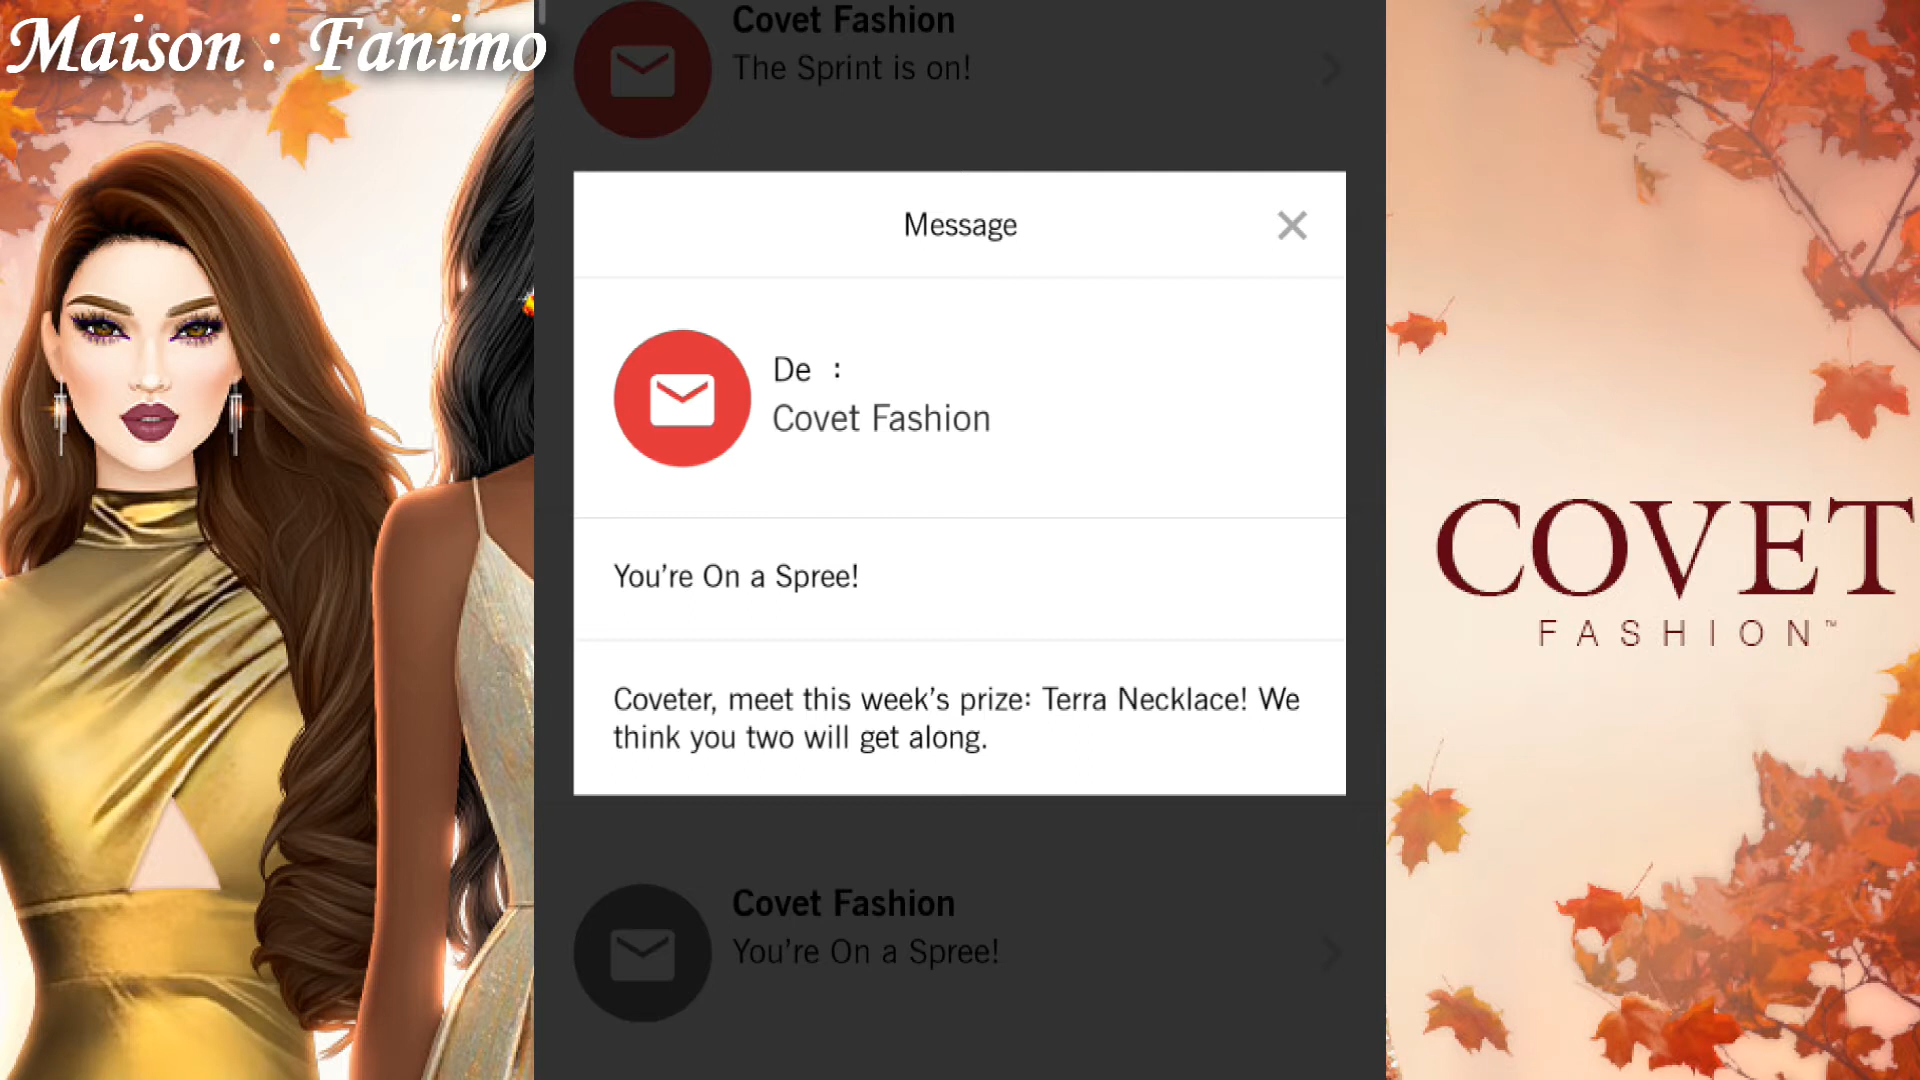 Maison : Fanimo
Covet Fashion
The Sprint is on!
Message
De :
Covet Fashion
You're On a Spree!
Coveter, meet this week's prize: Terra Necklace! We
think you two will get along.
Covet Fashion
You're On a Spree!
COVET
FASHION™